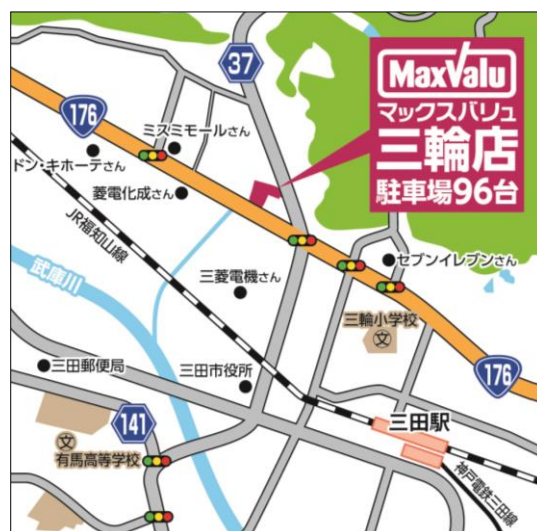 37
MaxValu
マックスバリュ
三輪店
駐車場96台
176
ミスミモールさん
ドン・キホーテさん
菱電化成さん
JR福知山線
武庫川
三菱電機さん
セブンイレブンさん
三輪小学校
文
三田郵便局
三田市役所
176
141
三田駅
文
有馬高等学校
神戸電鉄三田線